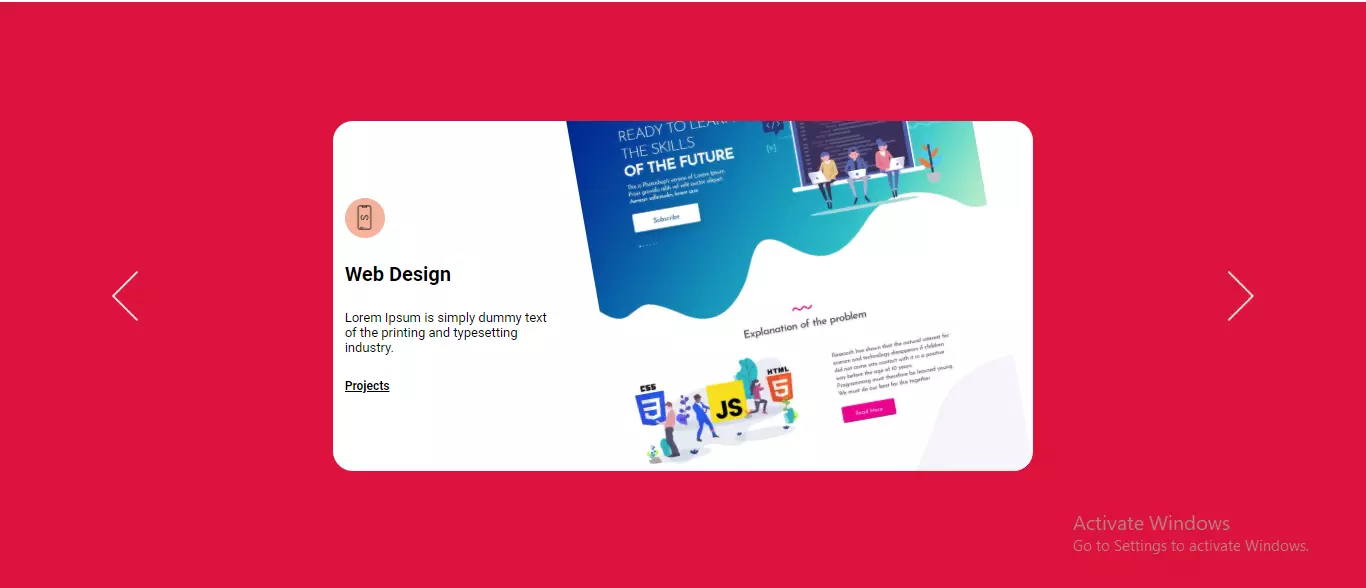 Web Design
Lorem Ipsum is simply dummy text
of the printing and typesetting
industry.
Projects
READY TO LEARN
THE SKILLS
OF THE FUTURE
This is Photoshop's version of Lorem Ipsum.
Proin gravida nibh vel velit auctor aliquet.
Aenean sollicitudin, lorem quis
Subscribe
Explanation of the problem
Research has shown that the natural interest for
science and technology disappears if children
did not come into contact with it in a positive
way before the age of 10 years.
Programming must therefore be learned young.
We must do our best for this together
Read More
CSS
3
JS
HTML
5
Activate Windows
Go to Settings to activate Windows.